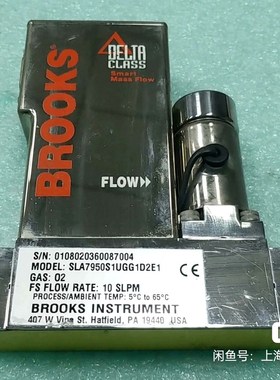 BROOKS®
DELTA
CLASS
Smart
Mass Flow
FLOW
S/N: 0108020360087004
MODEL: SLA7950S1UGG1D2E1
GAS: O2
FS FLOW RATE: 10 SLPM
PROCESS/AMBIENT TEMP: 5°C to 65°C
BROOKS INSTRUMENT
407 W Vine St. Hatfield, PA 19440 USA
闲鱼号：上海